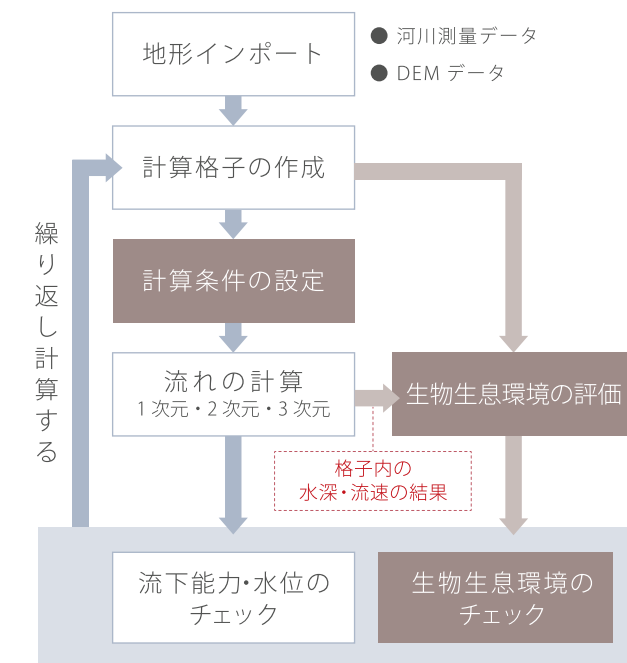 地形インポート
● 河川測量データ
● DEM データ
計算格子の作成
繰り返し計算する
計算条件の設定
流れの計算
1 次元・2 次元・3 次元
生物生息環境の評価
格子内の
水深・流速の結果
流下能力・水位の
チェック
生物生息環境の
チェック